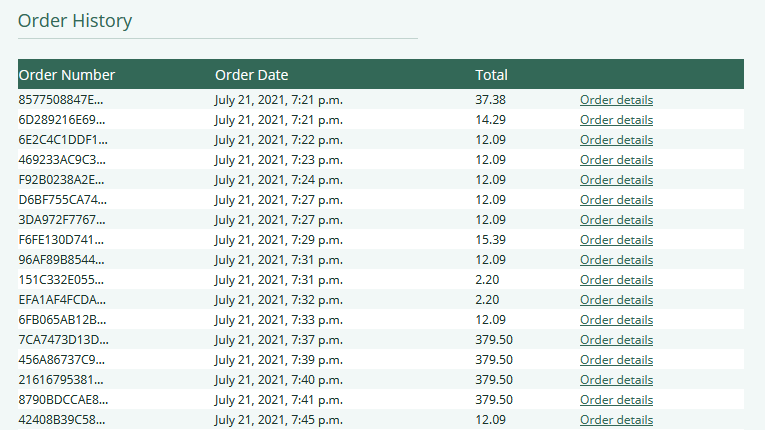 Order History
Order Number Order Date Total
8577508847E... July 21, 2021, 7:21 p.m. 37.38 Order details
6D289216E69... July 21, 2021, 7:21 p.m. 14.29 Order details
6E2C4C1DDF1... July 21, 2021, 7:22 p.m. 12.09 Order details
469233AC9C3... July 21, 2021, 7:23 p.m. 12.09 Order details
F92B0238A2E... July 21, 2021, 7:24 p.m. 12.09 Order details
D6BF755CA74... July 21, 2021, 7:27 p.m. 12.09 Order details
3DA972F7767... July 21, 2021, 7:27 p.m. 12.09 Order details
F6FE130D741... July 21, 2021, 7:29 p.m. 15.39 Order details
96AF89B8544... July 21, 2021, 7:31 p.m. 12.09 Order details
151C332E055... July 21, 2021, 7:31 p.m. 2.20 Order details
EFA1AF4FCDA... July 21, 2021, 7:32 p.m. 2.20 Order details
6FB065AB12B... July 21, 2021, 7:33 p.m. 12.09 Order details
7CA7473D13D... July 21, 2021, 7:37 p.m. 379.50 Order details
456A86737C9... July 21, 2021, 7:39 p.m. 379.50 Order details
21616795381... July 21, 2021, 7:40 p.m. 379.50 Order details
8790BDCCAE8... July 21, 2021, 7:41 p.m. 379.50 Order details
42408B39C58... July 21, 2021, 7:45 p.m. 12.09 Order details